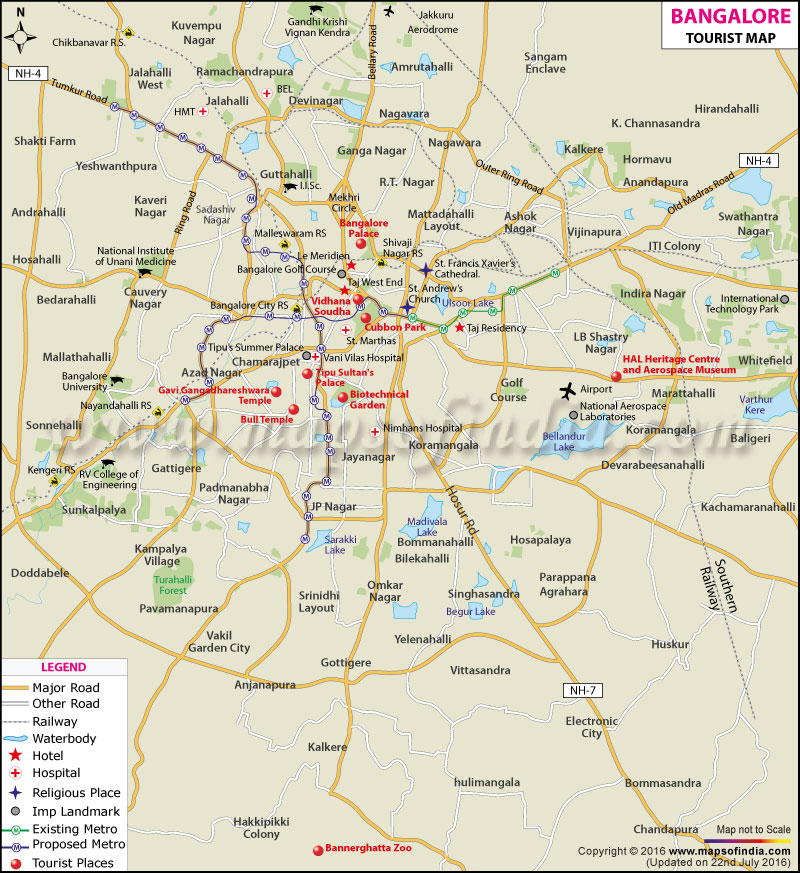 BANGALORE
TOURIST MAP
N
Kuvempu
Nagar
Gandhi Krishi
Vignan Kendra
Jakkuru
Aerodrome
Chikbanavar R.S.
Bellary Road
Sangam
Enclave
NH-4
Jalahalli
West
Ramachandrapura
Amrutahalli
Tumkur Road
BEL
Jalahalli
Devinagar
HMT
Nagavara
Hirandahalli
K. Channasandra
Shakti Farm
Nagawara
Kalkere
Hormavu
Yeshwanthpura
Ganga Nagar
Outer Ring Road
NH-4
Guttahalli
I.I.Sc.
R.T. Nagar
Anandapura
Kaveri
Nagar
Ring Road
Sadashiv
Nagar
Mekhri
Circle
Mattadahalli
Layout
Ashok
Nagar
Old Madras Road
Andrahalli
Swathantra
Nagar
Bangalore
Palace
Vijinapura
Malleswaram RS
Shivaji
Nagar RS
ITI Colony
Hosahalli
National Institute
of Unani Medicine
Le Meridien
Bangalore Golf Course
St. Francis Xavier's
Cathedral.
Taj West End
Cauvery
Nagar
Bedarahalli
St. Andrew's
Church
Ulsoor Lake
Indira Nagar
International
Technology Park
Bangalore City RS
Vidhana
Soudha
Cubbon Park
Taj Residency
St. Marthas
LB Shastry
Nagar
Tipu's Summer Palace
Mallathahalli
Chamarajpet
Vani Vilas Hospital
HAL Heritage Centre
and Aerospace Museum
Whitefield
Azad Nagar
Tipu Sultan's
Palace
Bangalore
University
Gavi Gangadhareshwara
Temple
Biotechnical
Garden
Golf
Course
Airport
Marattahalli
Nayandahalli RS
Bull Temple
National Aerospace
Laboratories
Varthur
Kere
Sonnehalli
Nimhans Hospital
Koramangala
Bellandur
Lake
Baligeri
www.mapsofindia.com
Koramangala
Jayanagar
Kengeri RS
RV College of
Engineering
Gattigere
Devarabeesanahalli
Padmanabha
Nagar
Hosur Rd
Sunkalpalya
JP Nagar
Kachamaranahalli
Madivala
Lake
Sarakki
Lake
Bommanahalli
Hosapalaya
Kampalya
Village
Bilekahalli
Doddabele
Turahalli
Forest
Parappana
Agrahara
Southern
Railway
Omkar
Nagar
Pavamanapura
Srinidhi
Layout
Singhasandra
Begur Lake
Vakil
Garden City
Yelenahalli
Huskur
Gottigere
Vittasandra
Anjanapura
NH-7
Electronic
City
Kalkere
hulimangala
Bommasandra
Hakkipikki
Colony
Chandapura
Bannerghatta Zoo
LEGEND
Major Road
Other Road
Railway
Waterbody
Hotel
Hospital
Religious Place
Imp Landmark
Existing Metro
Proposed Metro
Tourist Places
Map not to Scale
Copyright © 2016 www.mapsofindia.com
(Updated on 22nd July 2016)